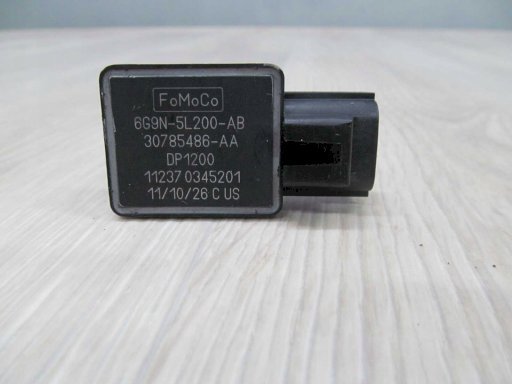 FoMoCo
6G9N-5L200-AB
30785486-AA
DP1200
11237 0345201
11/10/26 C US